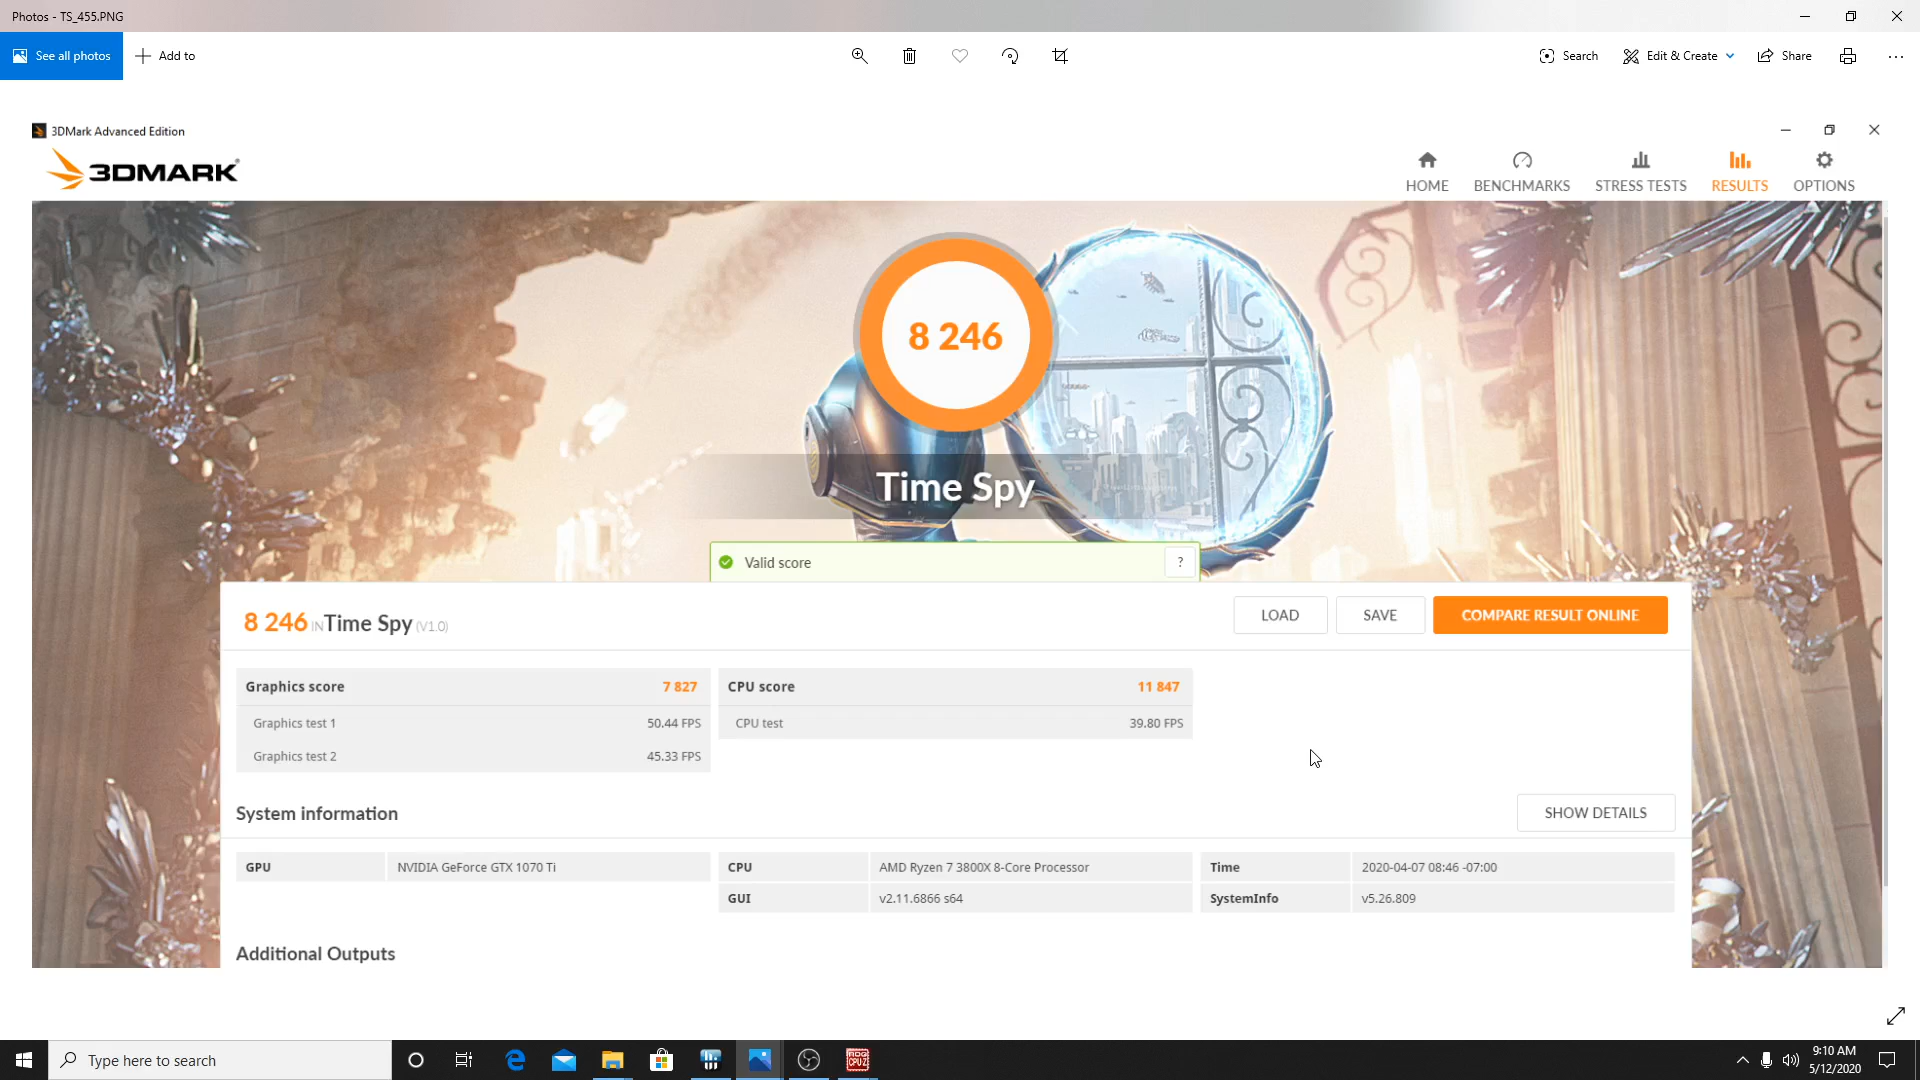 Photos - TS_455.PNG
See all photos
Add to
Search
Edit & Create
Share
3DMark Advanced Edition
3DMARK
HOME
BENCHMARKS
STRESS TESTS
RESULTS
OPTIONS
8 246
Time Spy
Valid score
?
8 246 IN Time Spy (V1.0)
LOAD
SAVE
COMPARE RESULT ONLINE
Graphics score 7 827
Graphics test 1 50.44 FPS
Graphics test 2 45.33 FPS
CPU score 11 847
CPU test 39.80 FPS
System information
SHOW DETAILS
GPU NVIDIA GeForce GTX 1070 Ti
CPU AMD Ryzen 7 3800X 8-Core Processor
GUI v2.11.6866 s64
Time 2020-04-07 08:46 -07:00
SystemInfo v5.26.809
Additional Outputs
Type here to search
CPU-Z
9:10 AM
5/12/2020